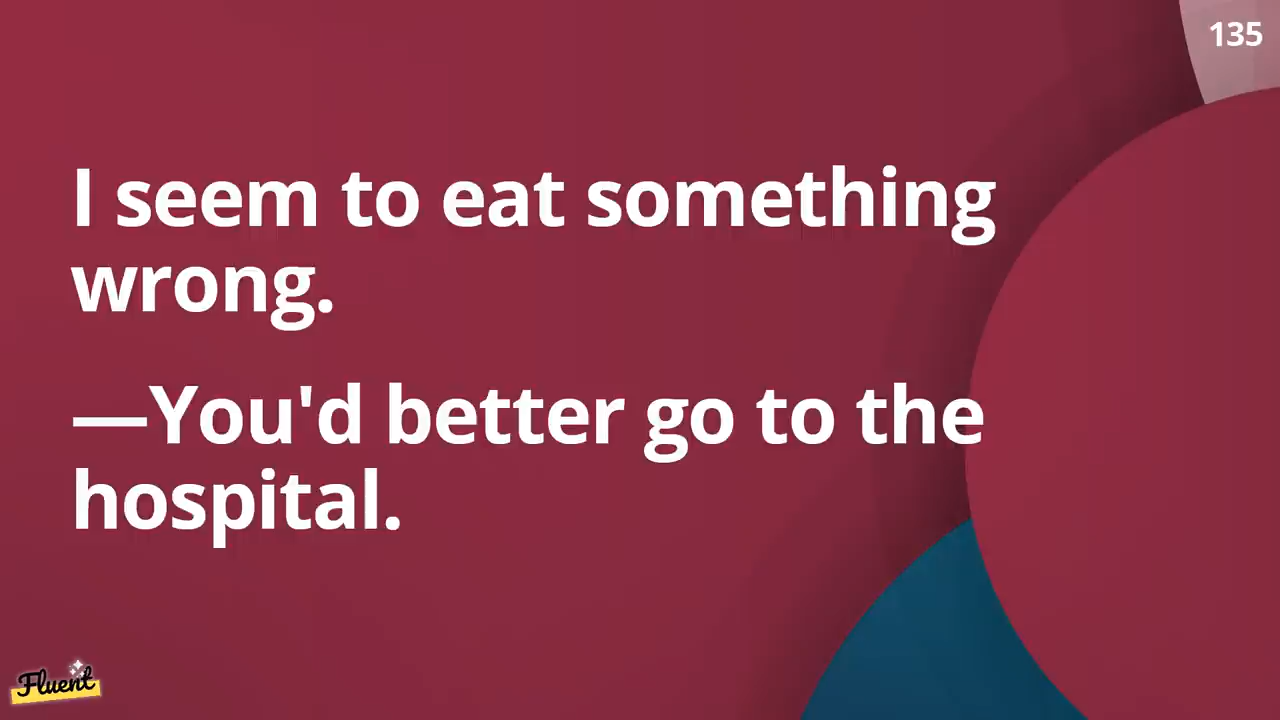 135
I seem to eat something
wrong.
—You'd better go to the
hospital.
Fluent